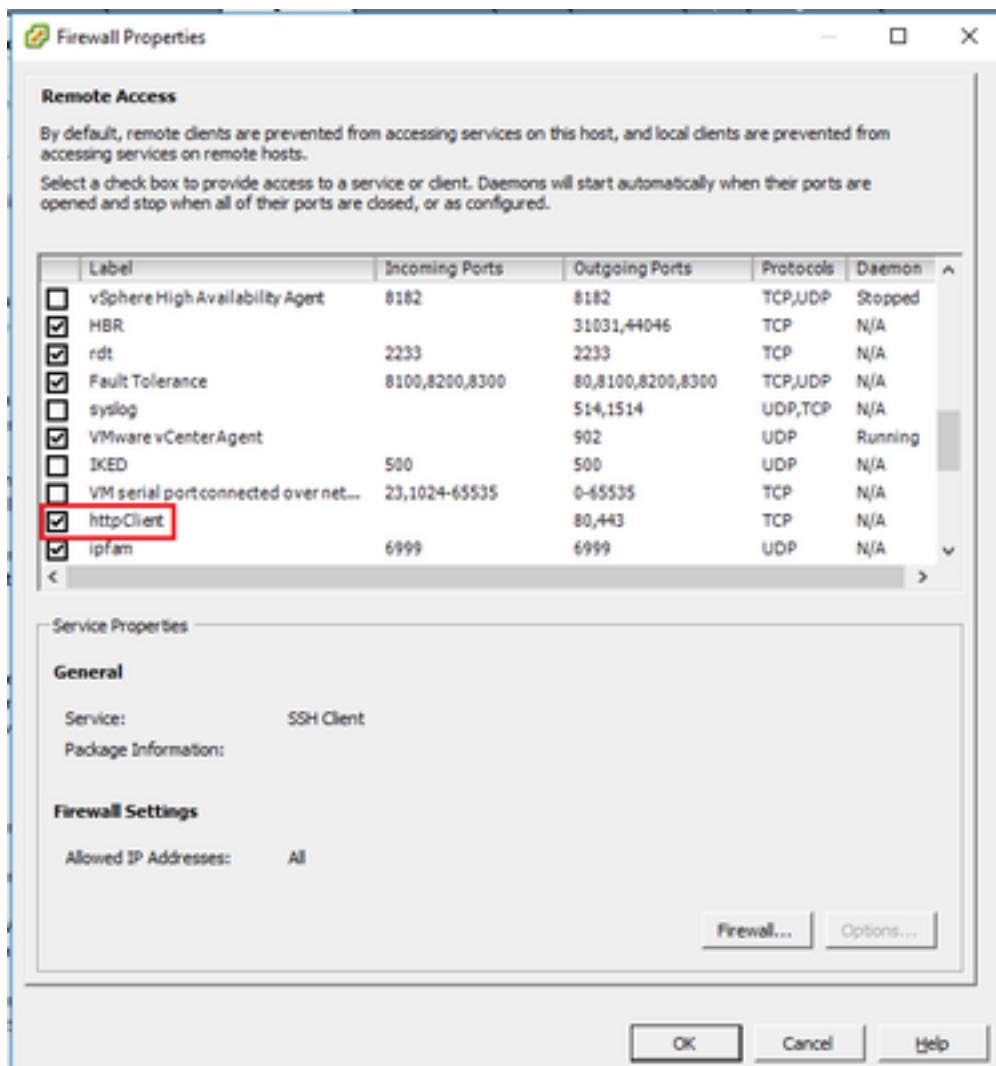 Firewall Properties
Remote Access
By default, remote clients are prevented from accessing services on this host, and local clients are prevented from
accessing services on remote hosts.
Select a check box to provide access to a service or client. Daemons will start automatically when their ports are
opened and stop when all of their ports are closed, or as configured.
Label Incoming Ports Outgoing Ports Protocols Daemon
vSphere High Availability Agent 8182 8182 TCP,UDP Stopped
HBR 31031,44046 TCP N/A
rdt 2233 2233 TCP N/A
Fault Tolerance 8100,8200,8300 80,8100,8200,8300 TCP,UDP N/A
syslog 514,1514 UDP,TCP N/A
VMware vCenter Agent 902 UDP Running
IKED 500 500 UDP N/A
VM serial port connected over net... 23,1024-65535 0-65535 TCP N/A
httpClient 80,443 TCP N/A
ipfam 6999 6999 UDP N/A
Service Properties
General
Service: SSH Client
Package Information:
Firewall Settings
Allowed IP Addresses: All
Firewall... Options...
OK Cancel Help